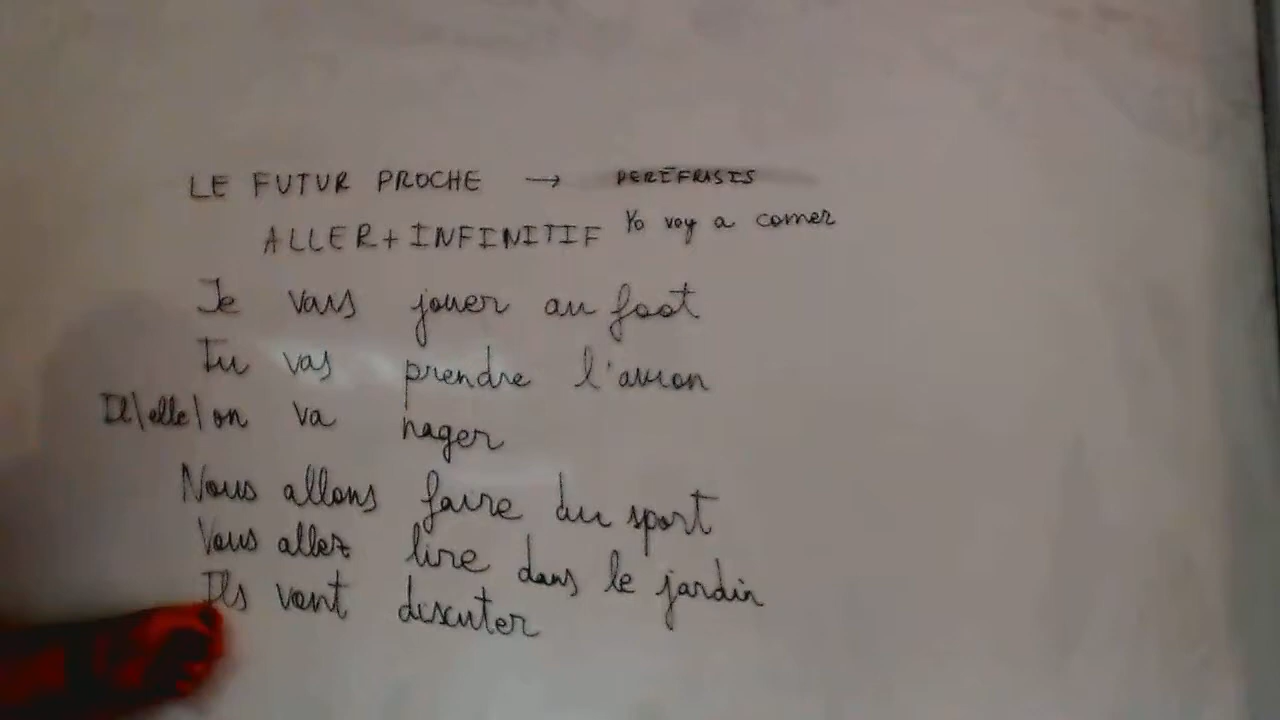 LE FUTUR PROCHE → PERÍFRASIS
ALLER + INFINITIF Yo voy a comer
Je vais jouer au foot
Tu vas prendre l'avion
Il\elle\on va nager
Nous allons faire du sport
Vous allez lire dans le jardin
Ils vont discuter